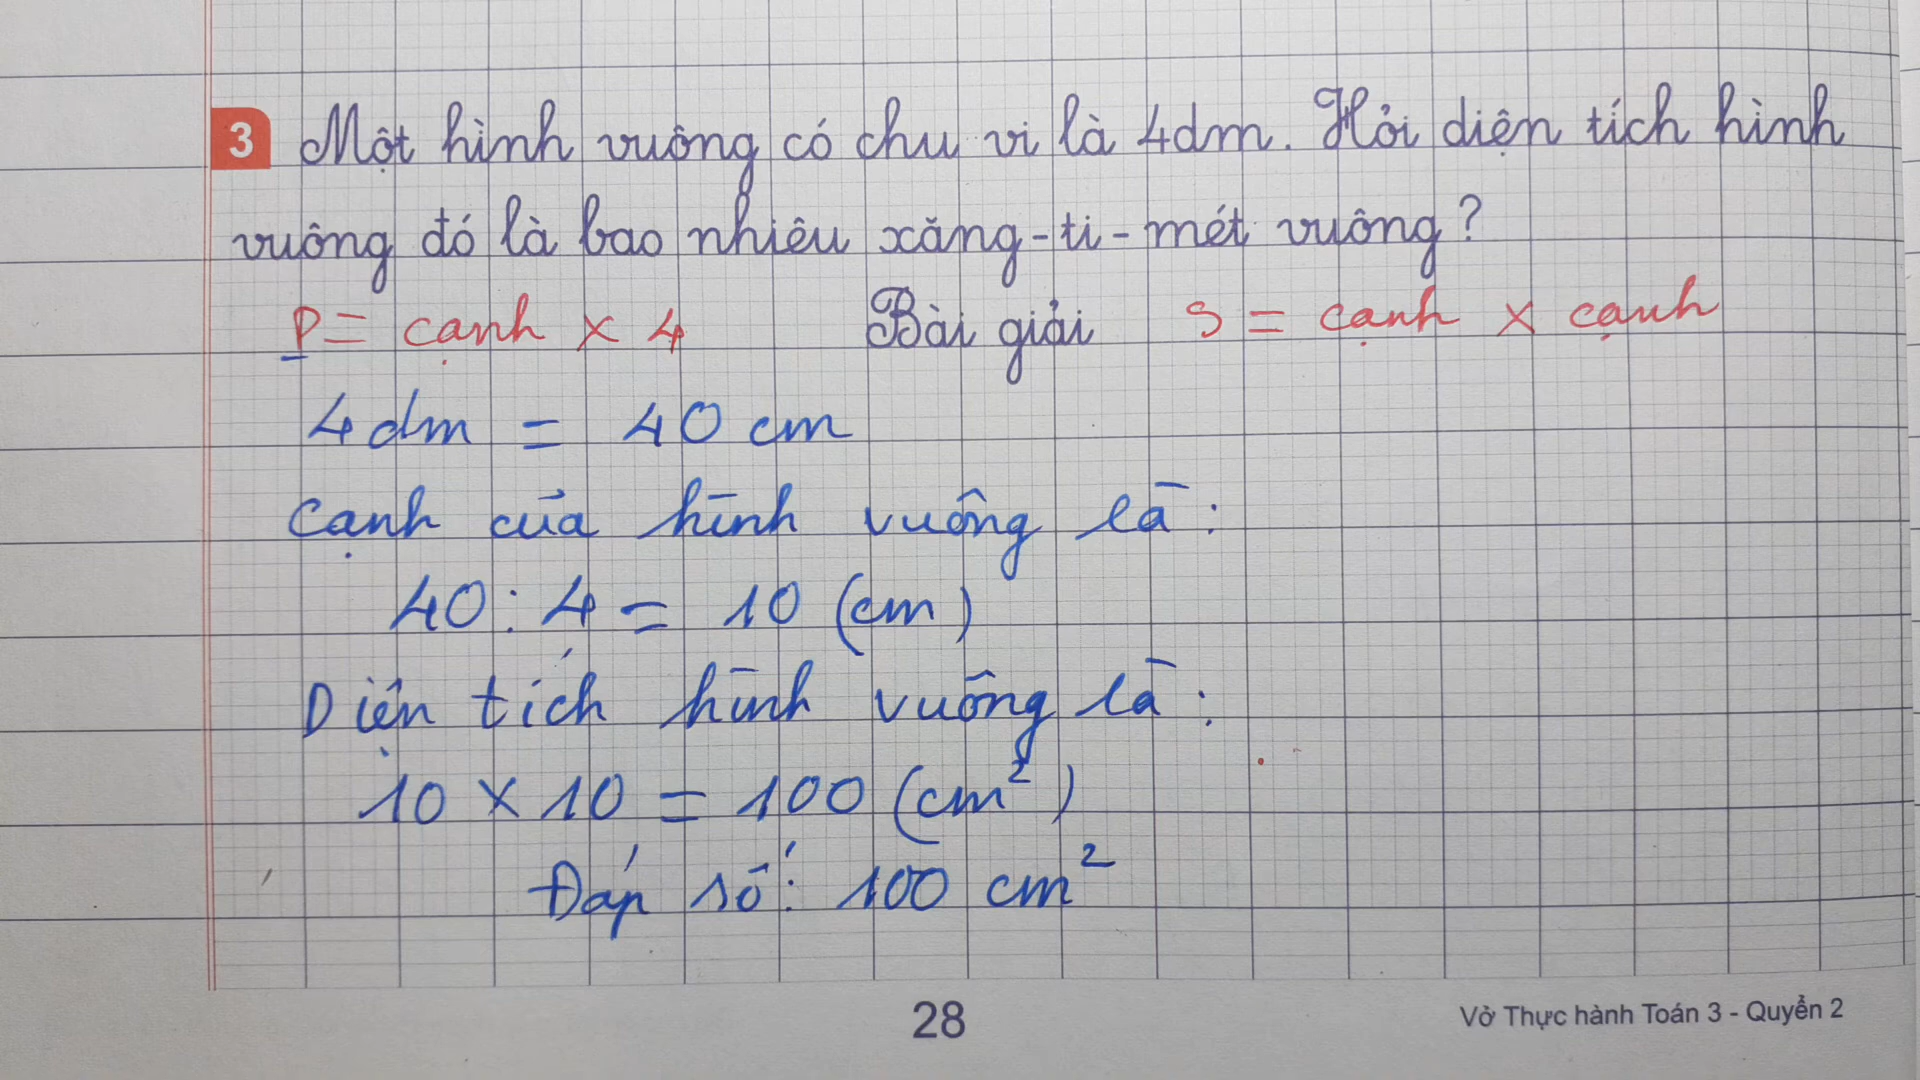 3 Một hình vuông có chu vi là 4dm. Hỏi diện tích hình
vuông đó là bao nhiêu xăng-ti-mét vuông?
P = cạnh × 4 Bài giải S = cạnh × cạnh
4dm = 40 cm
Cạnh của hình vuông là:
40 : 4 = 10 (cm)
Diện tích hình vuông là:
10 × 10 = 100 (cm²)
Đáp số: 100 cm²
28
Vở Thực hành Toán 3 - Quyển 2